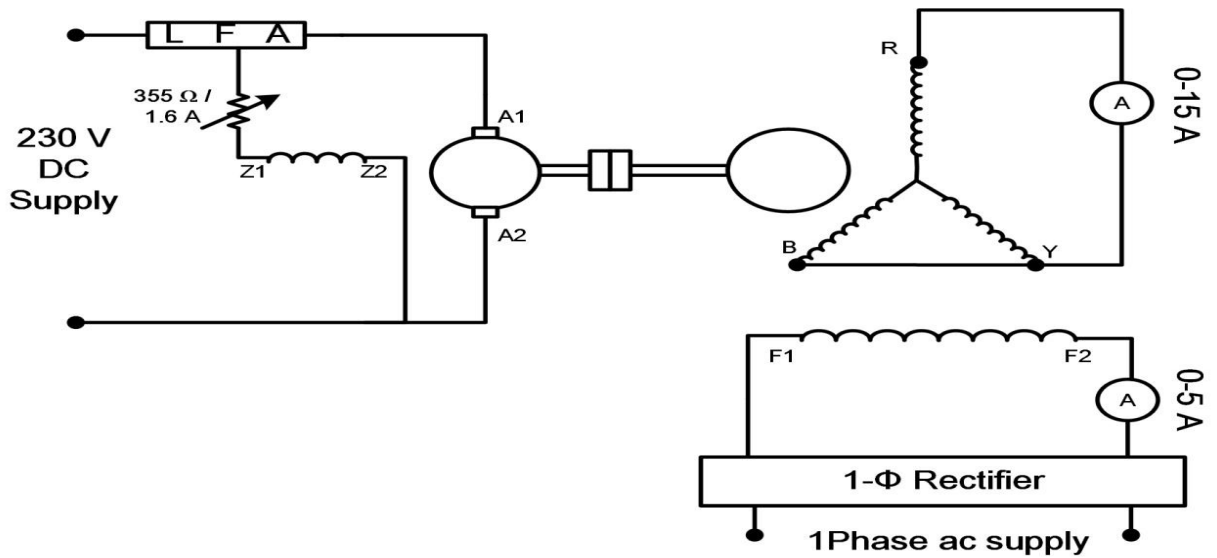 L F A
355 Ω /
1.6 A
230 V
DC
Supply
Z1
Z2
A1
A2
R
B
Y
A
0-15 A
F1
F2
A
0-5 A
1-Φ Rectifier
1Phase ac supply